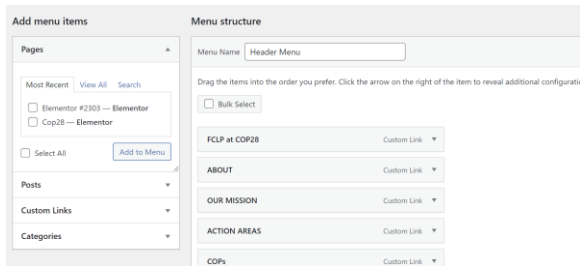 Add menu items
Pages
Most Recent View All Search
Elementor #2303 — Elementor
Cop28 — Elementor
Select All Add to Menu
Posts
Custom Links
Categories
Menu structure
Menu Name Header Menu
Drag the items into the order you prefer. Click the arrow on the right of the item to reveal additional
Bulk Select
FCLP at COP28 Custom Link
ABOUT Custom Link
OUR MISSION Custom Link
ACTION AREAS Custom Link
COPs Custom Link